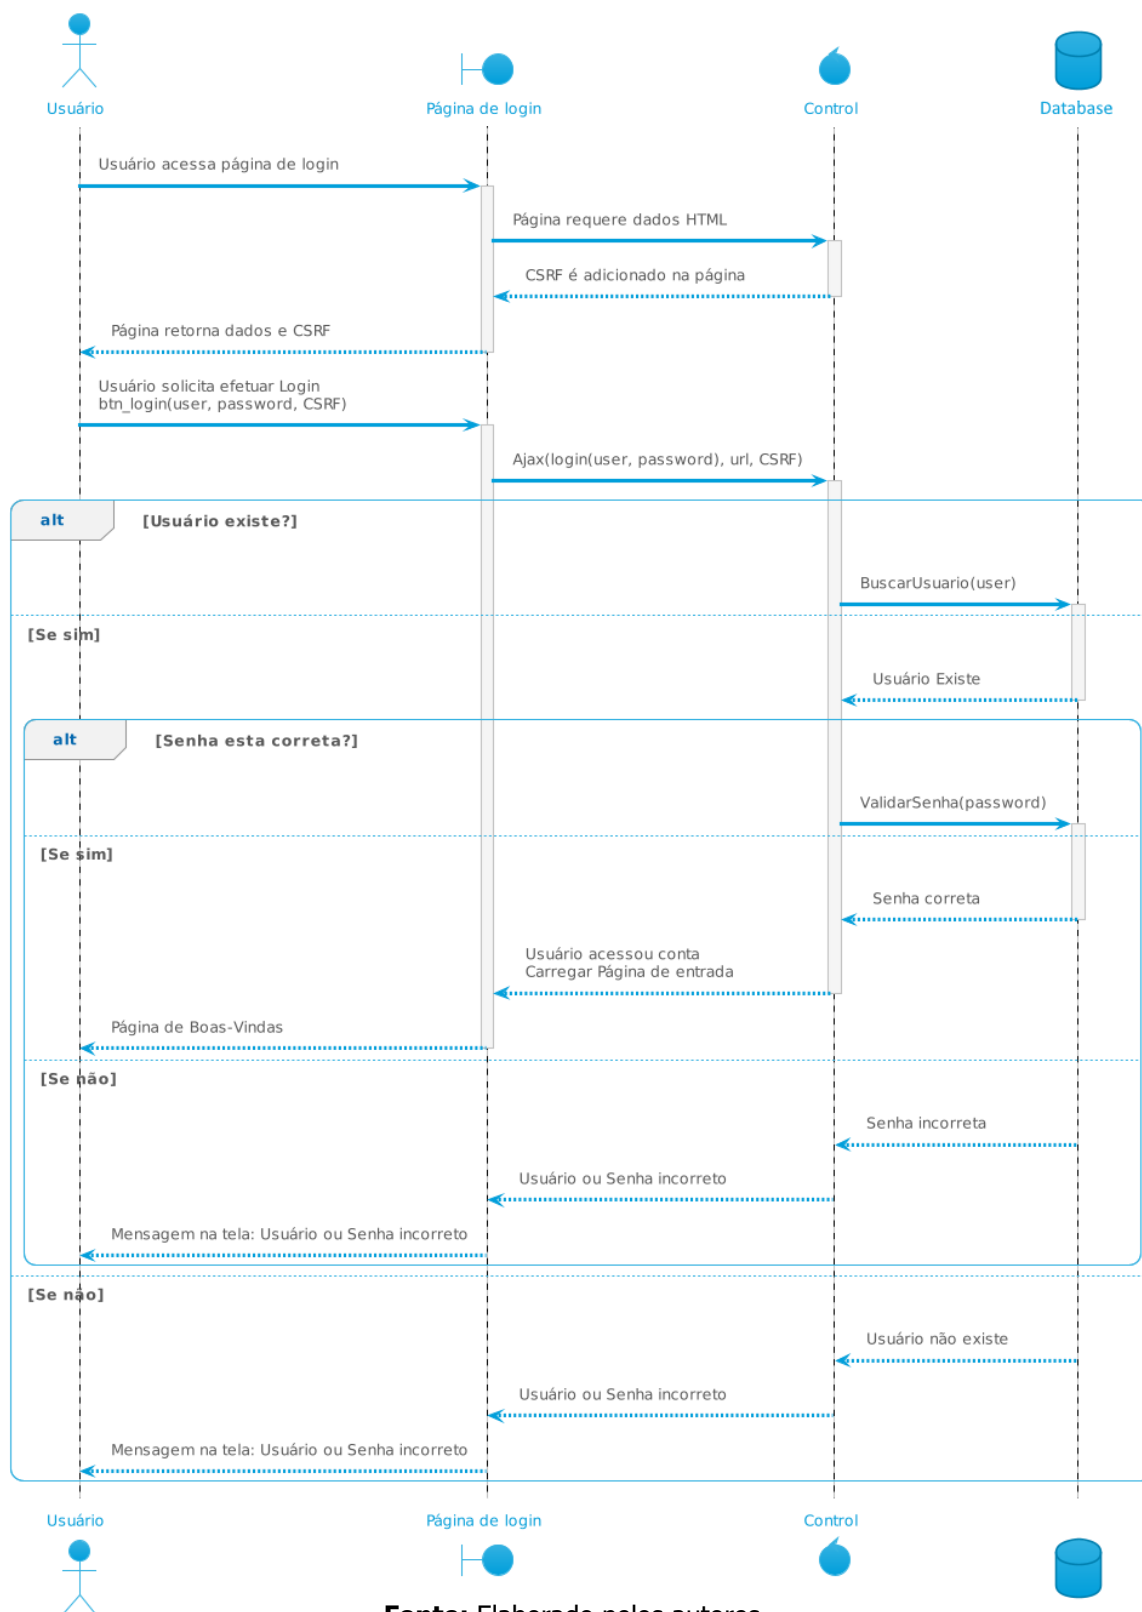 Usuário
Página de login
Control
Database
Usuário acessa página de login
Página requere dados HTML
CSRF é adicionado na página
Página retorna dados e CSRF
Usuário solicita efetuar Login
btn_login(user, password, CSRF)
Ajax(login(user, password), url, CSRF)
alt
[Usuário existe?]
BuscarUsuario(user)
[Se sim]
Usuário Existe
alt
[Senha esta correta?]
ValidarSenha(password)
[Se sim]
Senha correta
Usuário acessou conta
Carregar Página de entrada
Página de Boas-Vindas
[Se não]
Senha incorreta
Usuário ou Senha incorreto
Mensagem na tela: Usuário ou Senha incorreto
[Se não]
Usuário não existe
Usuário ou Senha incorreto
Mensagem na tela: Usuário ou Senha incorreto
Usuário
Página de login
Control
Fonte: Elaborado pelos autores